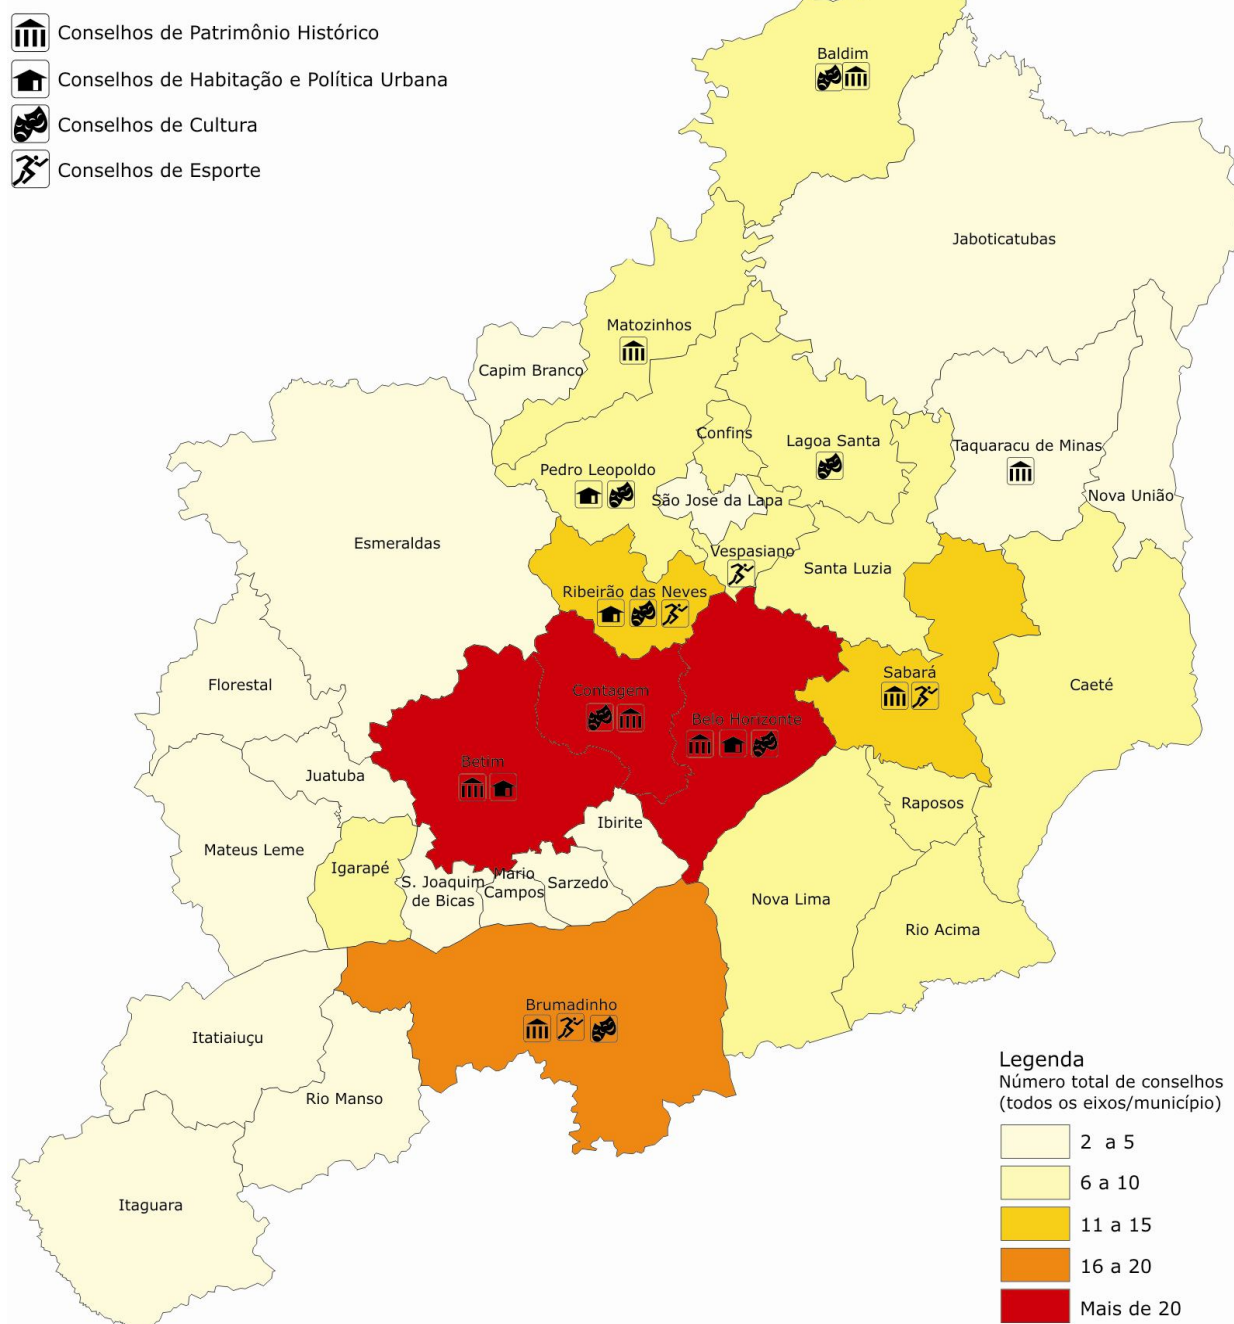 Conselhos de Patrimônio Histórico
Conselhos de Habitação e Política Urbana
Conselhos de Cultura
Conselhos de Esporte
Baldim
Jaboticatubas
Matozinhos
Capim Branco
Confins
Lagoa Santa
Taquaracu de Minas
Pedro Leopoldo
São Jose da Lapa
Nova União
Esmeraldas
Vespasiano
Santa Luzia
Ribeirão das Neves
Florestal
Contagem
Sabará
Caeté
Belo Horizonte
Betim
Juatuba
Raposos
Ibirite
Mateus Leme
Igarapé
S. Joaquim
de Bicas
Mario
Campos
Sarzedo
Nova Lima
Rio Acima
Brumadinho
Itatiaiuçu
Rio Manso
Itaguara
Legenda
Número total de conselhos
(todos os eixos/município)
2 a 5
6 a 10
11 a 15
16 a 20
Mais de 20